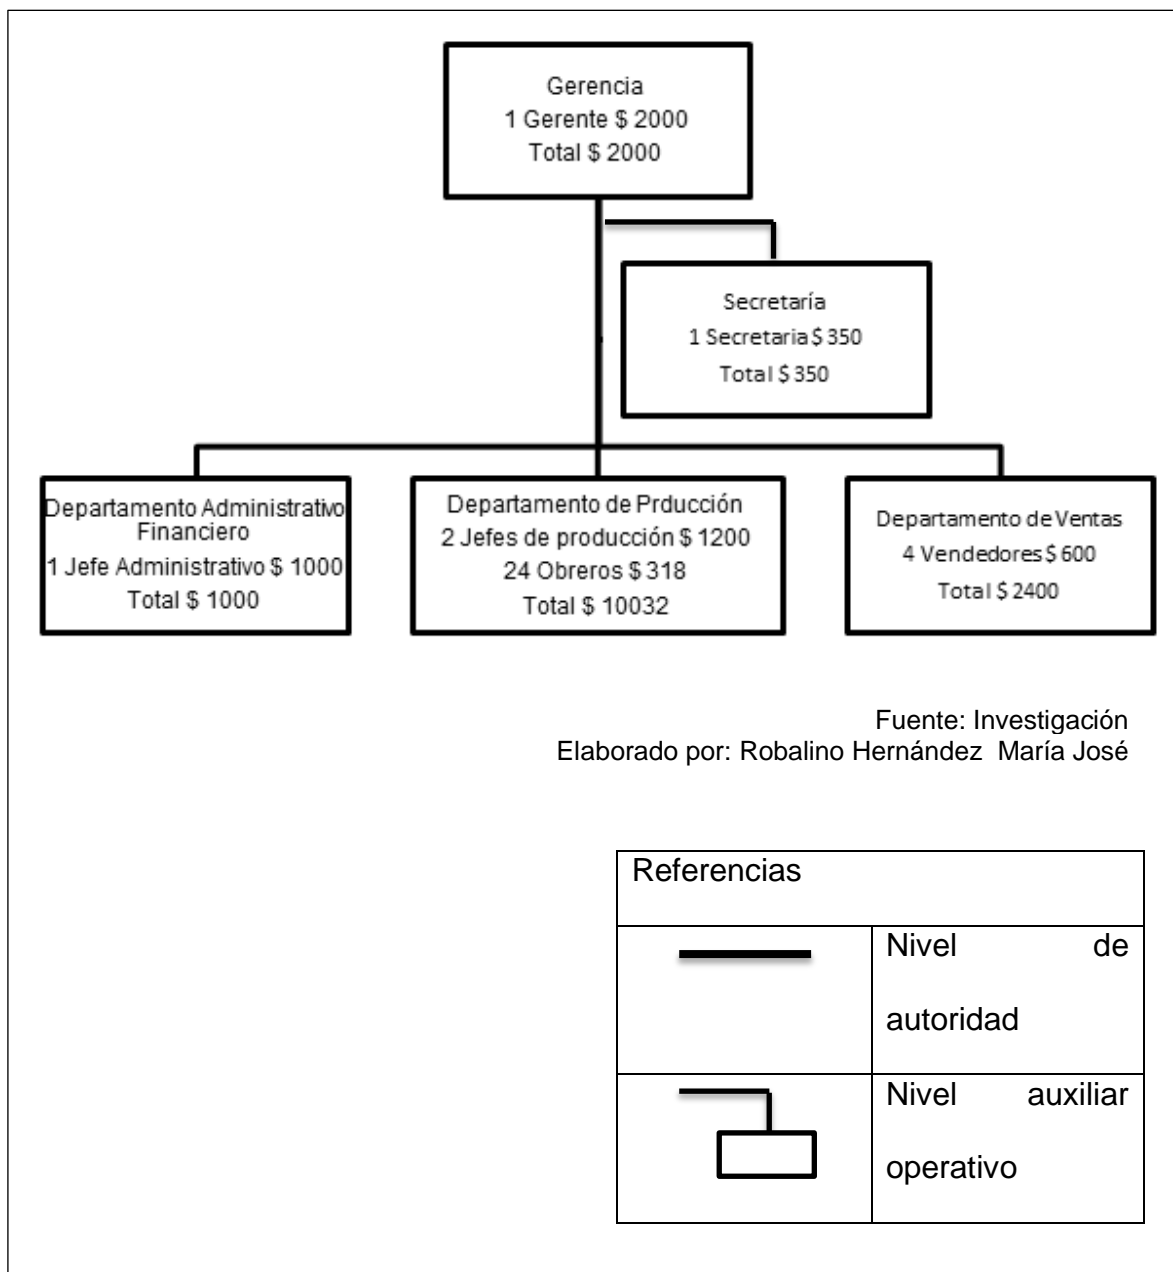 Gerencia
1 Gerente $ 2000
Total $ 2000
Secretaría
1 Secretaria $ 350
Total $ 350
Departamento Administrativo
Financiero
1 Jefe Administrativo $ 1000
Total $ 1000
Departamento de Prducción
2 Jefes de producción $ 1200
24 Obreros $ 318
Total $ 10032
Departamento de Ventas
4 Vendedores $ 600
Total $ 2400
Fuente: Investigación
Elaborado por: Robalino Hernández María José
Referencias
Nivel de
autoridad
Nivel auxiliar
operativo